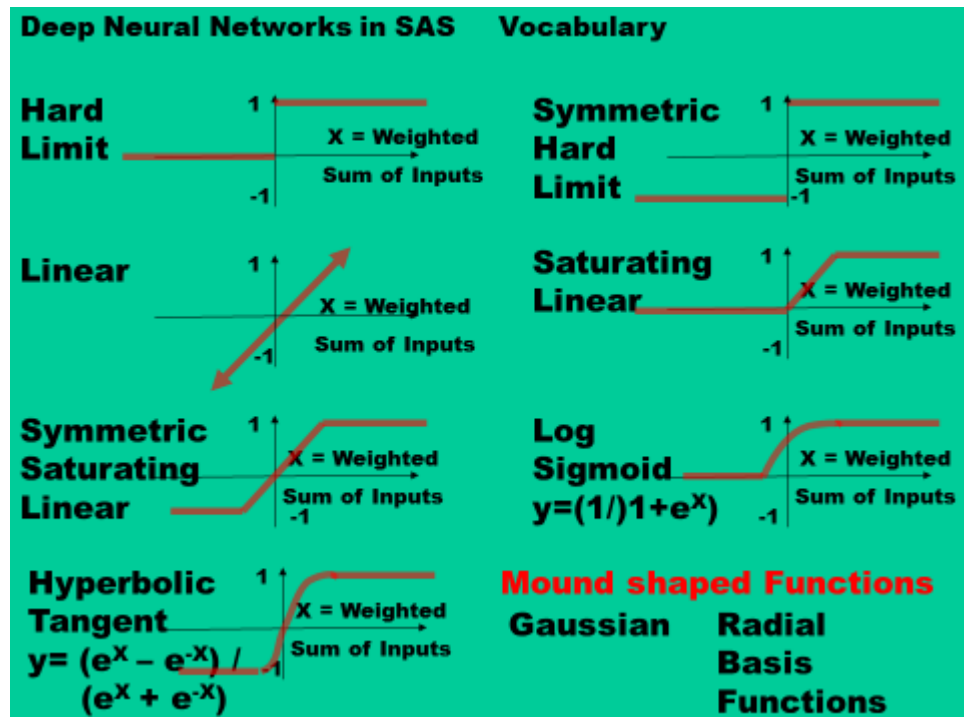 Deep Neural Networks in SAS Vocabulary
Hard
Limit
1
X = Weighted
Sum of Inputs
-1
Symmetric
Hard
Limit
1
X = Weighted
Sum of Inputs
-1
Linear
1
X = Weighted
Sum of Inputs
-1
Saturating
Linear
1
X = Weighted
Sum of Inputs
-1
Symmetric
Saturating
Linear
1
X = Weighted
Sum of Inputs
-1
Log
Sigmoid
y=(1/)1+eˣ)
1
X = Weighted
Sum of Inputs
-1
Hyperbolic
Tangent
y= (eˣ – e⁻ˣ) /
(eˣ + e⁻ˣ)
1
X = Weighted
Sum of Inputs
-1
Mound shaped Functions
Gaussian
Radial
Basis
Functions